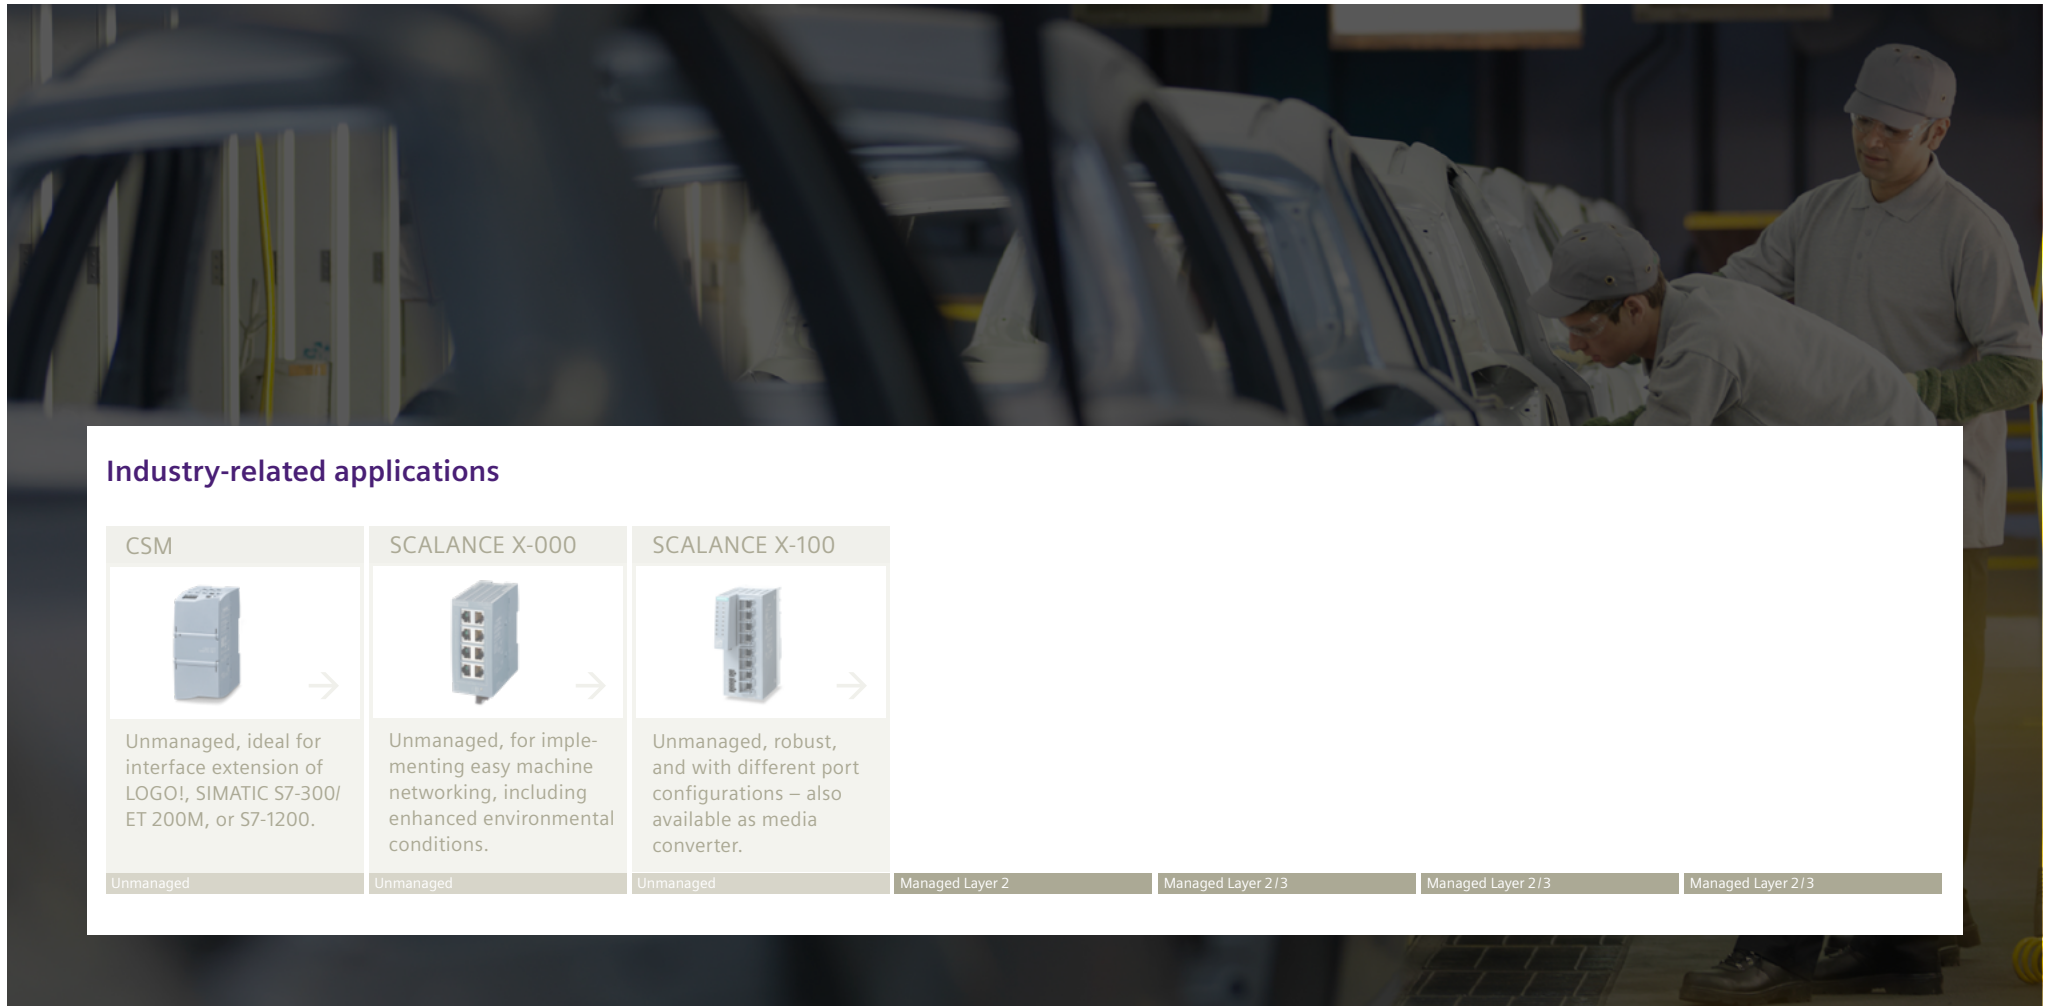 Industry-related applications
CSM
Unmanaged, ideal for
interface extension of
LOGO!, SIMATIC S7-300/
ET 200M, or S7-1200.
Unmanaged
SCALANCE X-000
Unmanaged, for imple-
menting easy machine
networking, including
enhanced environmental
conditions.
Unmanaged
SCALANCE X-100
Unmanaged, robust,
and with different port
configurations – also
available as media
converter.
Unmanaged
Managed Layer 2
Managed Layer 2/3
Managed Layer 2/3
Managed Layer 2/3